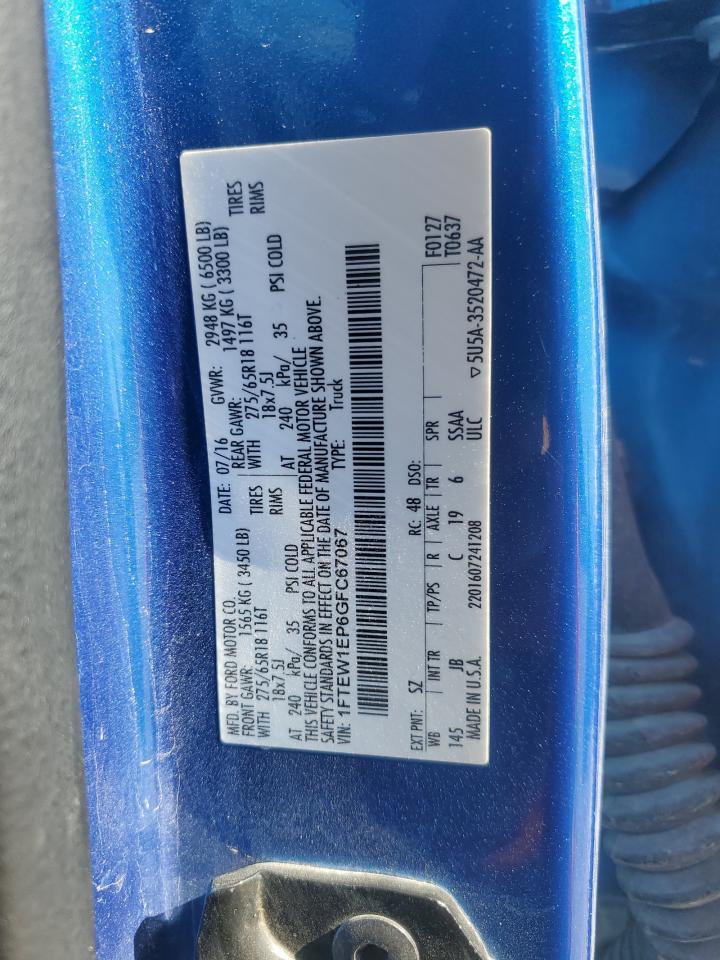 MFD. BY FORD MOTOR CO.
DATE: 07/16 GVWR: 2948 KG ( 6500 LB)
FRONT GAWR: 1565 KG ( 3450 LB) REAR GAWR: 1497 KG ( 3300 LB)
WITH 275/65R18 116T TIRES WITH 275/65R18 116T TIRES
18x7.5J RIMS 18x7.5J RIMS
AT 240 kPa/ 35 PSI COLD AT 240 kPa/ 35 PSI COLD
THIS VEHICLE CONFORMS TO ALL APPLICABLE FEDERAL MOTOR VEHICLE
SAFETY STANDARDS IN EFFECT ON THE DATE OF MANUFACTURE SHOWN ABOVE.
VIN: 1FTEW1EP6GFC67067 TYPE: Truck
EXT PNT: SZ RC: 48 DSO: F0127
WB INT TR TP/PS R AXLE TR SPR T0637
145 JB C 19 6 SSAA
ULC
MADE IN U.S.A. 2201607241208 ▽5U5A-3520472-AA